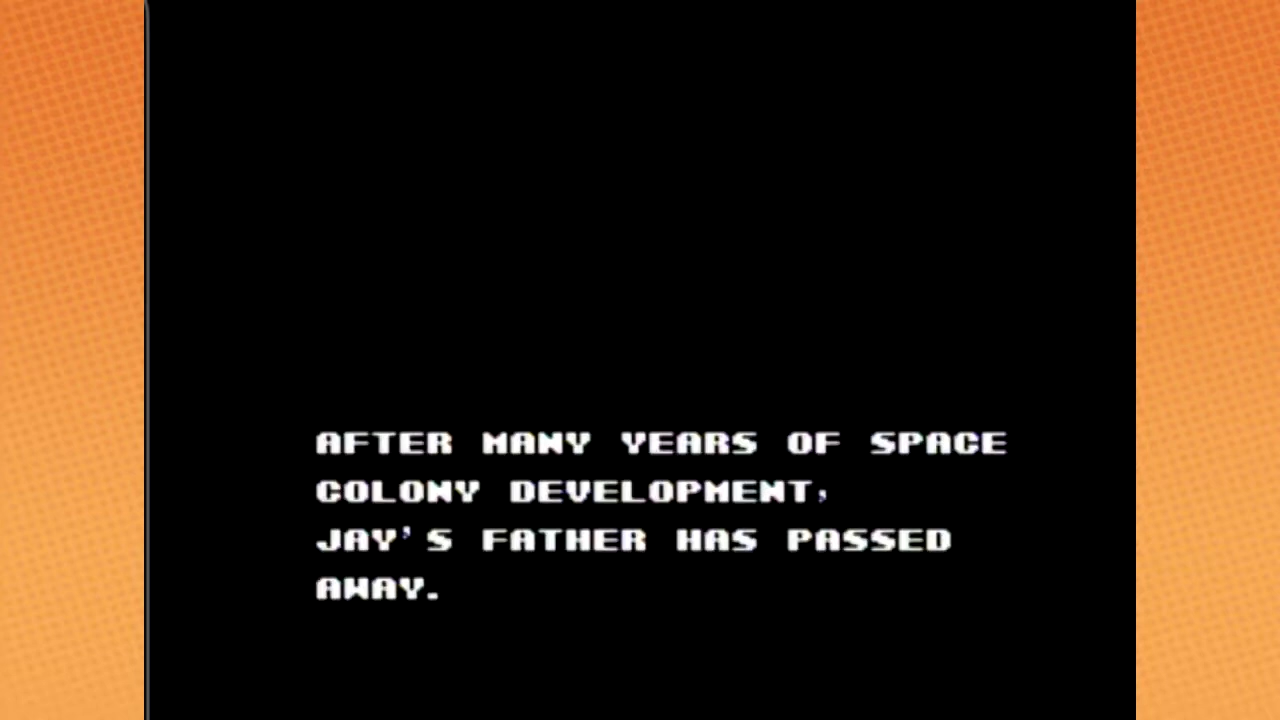 AFTER MANY YEARS OF SPACE
COLONY DEVELOPMENT,
JAY'S FATHER HAS PASSED
AWAY.